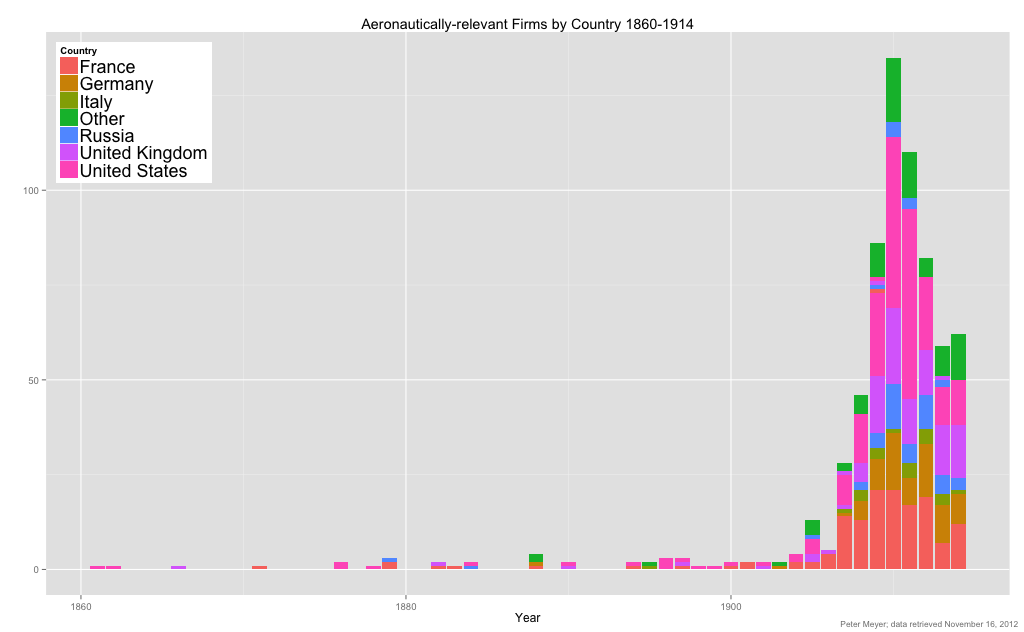 Aeronautically-relevant Firms by Country 1860-1914
Country
France
Germany
Italy
Other
Russia
United Kingdom
United States
100
50
0
1860
1880
1900
Year
Peter Meyer; data retrieved November 16, 2012